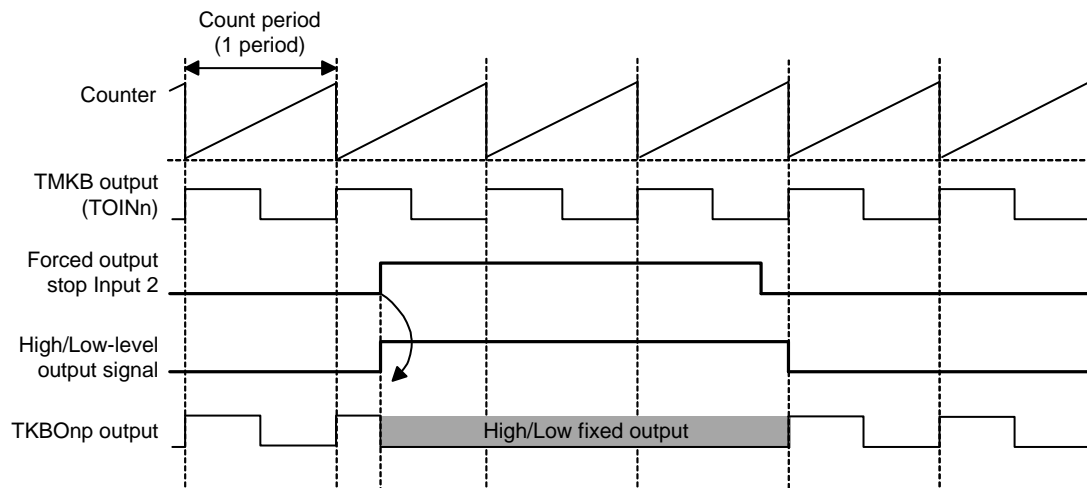 Count period
(1 period)
Counter
TMKB output
(TOINn)
Forced output
stop Input 2
High/Low-level
output signal
TKBOnp output
High/Low fixed output